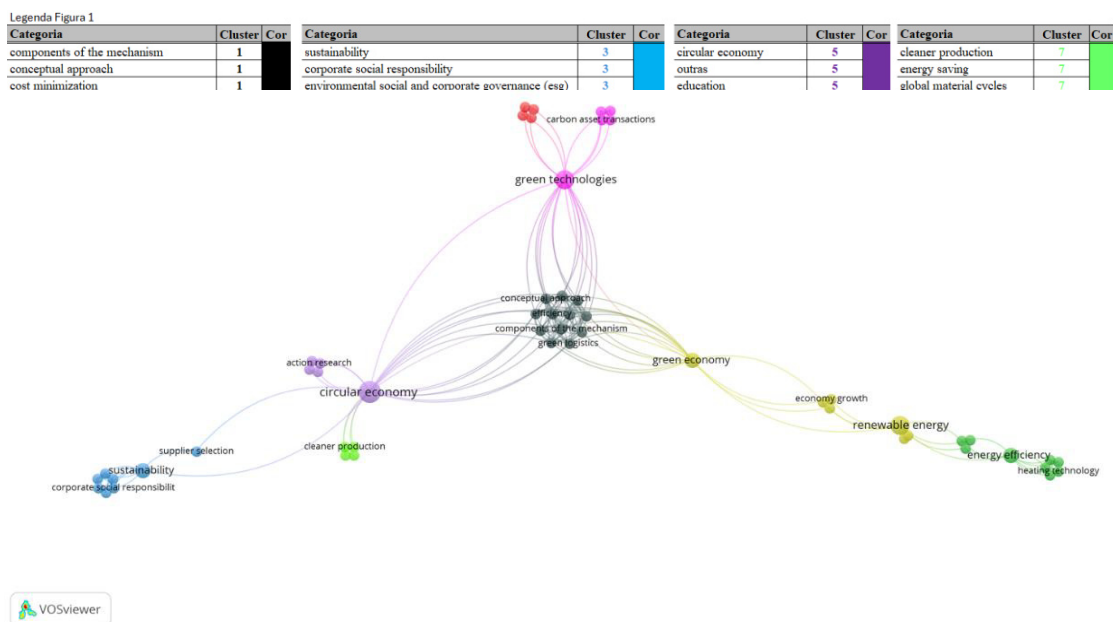 Legenda Figura 1
Categoria Cluster Cor Categoria Cluster Cor Categoria Cluster Cor Categoria Cluster Cor
components of the mechanism 1 sustainability 3 circular economy 5 cleaner production 7
conceptual approach 1 corporate social responsibility 3 outras 5 energy saving 7
cost minimization 1 environmental social and corporate governance (esg) 3 education 5 global material cycles 7
carbon asset transactions
green technologies
conceptual approach
efficiency
components of the mechanism
green logistics
green economy
action research
circular economy
economy growth
renewable energy
cleaner production
supplier selection
energy efficiency
sustainability
heating technology
corporate social responsibilit
VOSviewer